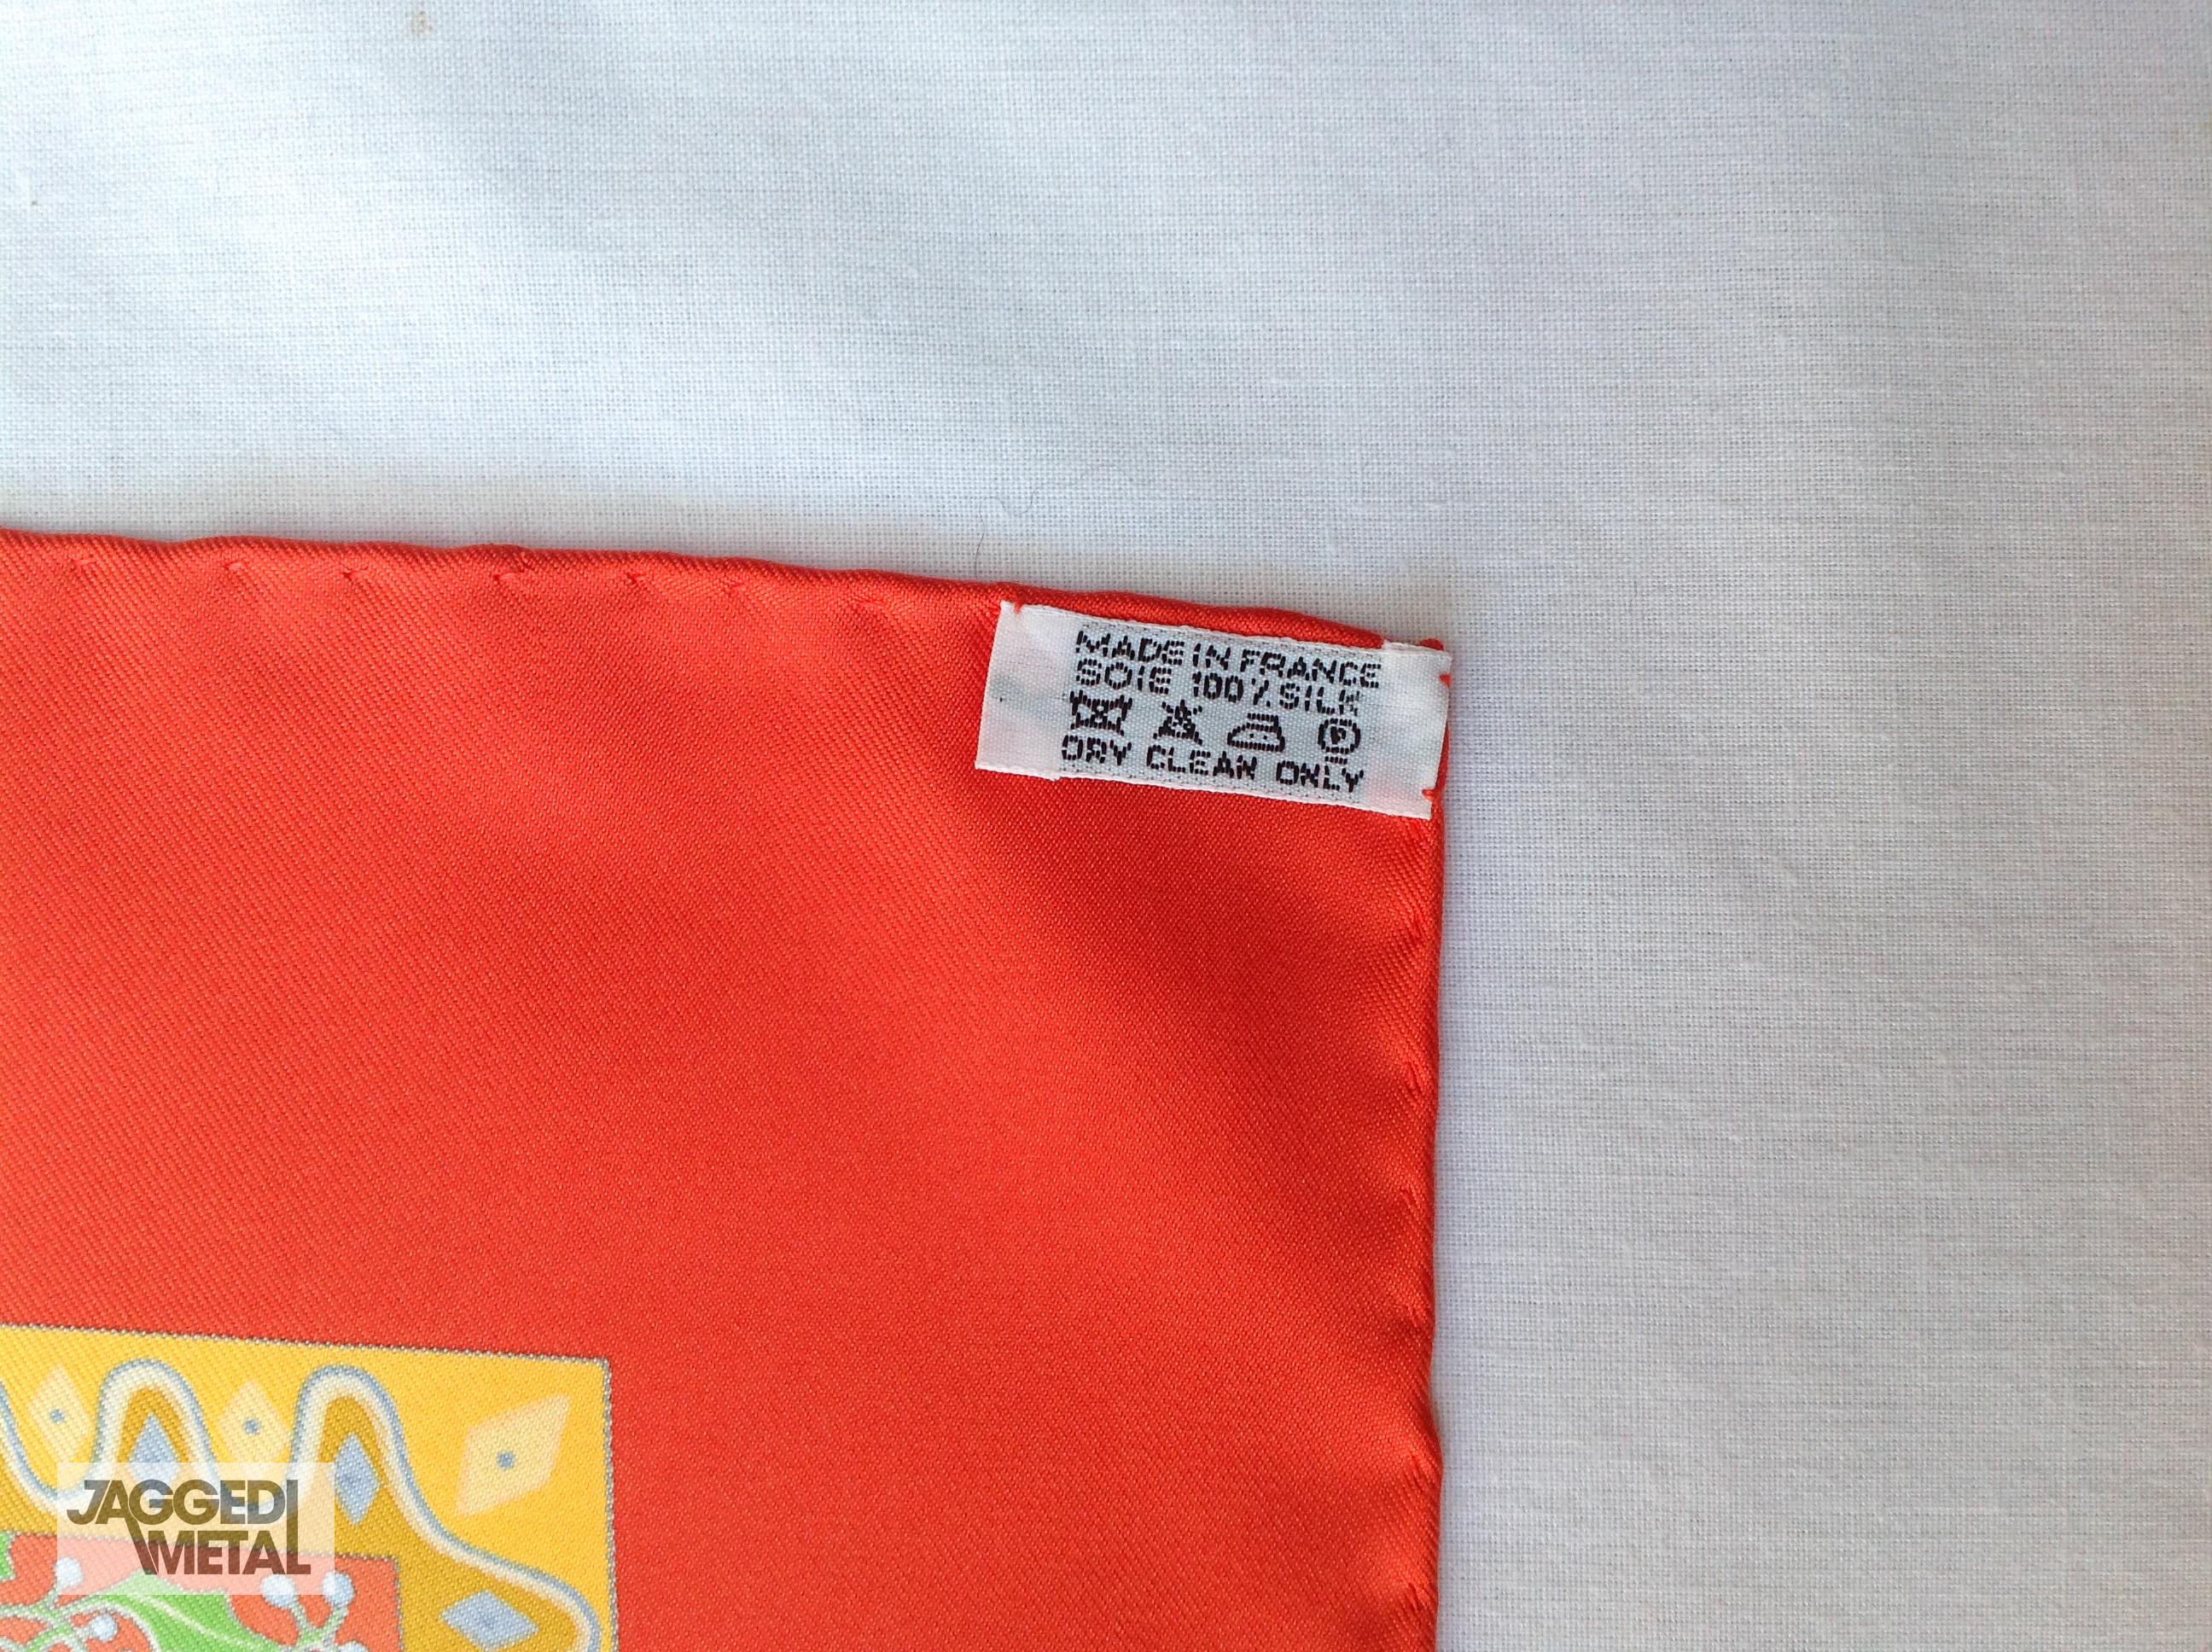 MADE IN FRANCE
SOIE 100% SILK
P
DRY CLEAN ONLY
JAGGED
METAL